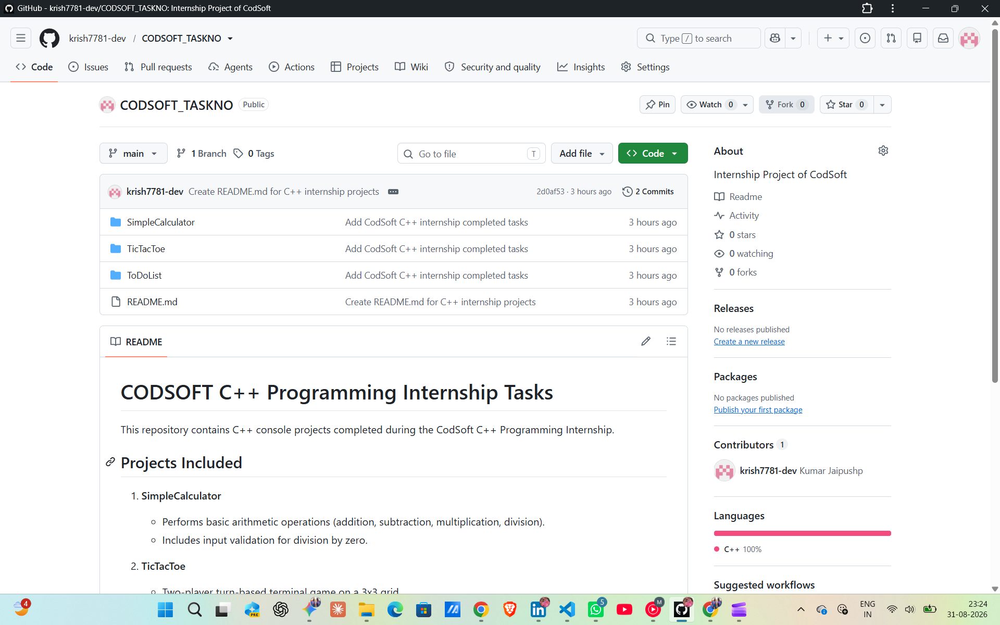 GitHub - krish7781-dev/CODSOFT_TASKNO: Internship Project of CodSoft
krish7781-dev / CODSOFT_TASKNO
Type / to search
Code Issues Pull requests Agents Actions Projects Wiki Security and quality Insights Settings
CODSOFT_TASKNO Public
Pin Watch 0 Fork 0 Star 0
main 1 Branch 0 Tags
Go to file T Add file Code
krish7781-dev Create README.md for C++ internship projects 2d0af53 · 3 hours ago 2 Commits
SimpleCalculator Add CodSoft C++ internship completed tasks 3 hours ago
TicTacToe Add CodSoft C++ internship completed tasks 3 hours ago
ToDoList Add CodSoft C++ internship completed tasks 3 hours ago
README.md Create README.md for C++ internship projects 3 hours ago
README
CODSOFT C++ Programming Internship Tasks
This repository contains C++ console projects completed during the CodSoft C++ Programming Internship.
Projects Included
1. SimpleCalculator
Performs basic arithmetic operations (addition, subtraction, multiplication, division).
Includes input validation for division by zero.
2. TicTacToe
Two-player turn-based terminal game on a 3x3 grid
About
Internship Project of CodSoft
Readme
Activity
0 stars
0 watching
0 forks
Releases
No releases published
Create a new release
Packages
No packages published
Publish your first package
Contributors 1
krish7781-dev Kumar Jaipushp
Languages
C++ 100%
Suggested workflows
4
PRE
5
M
ENG
IN
23:24
31-08-2026